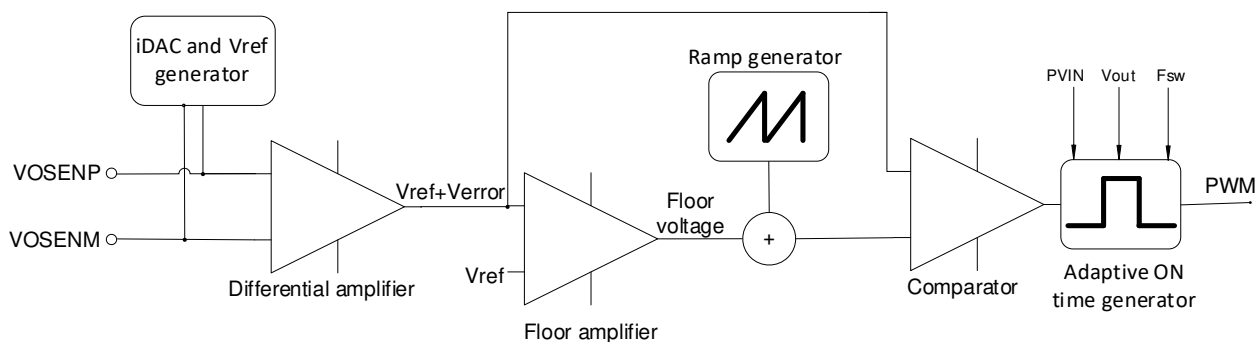 iDAC and Vref
generator
Ramp generator
PVIN
Vout
Fsw
VOSENP
Vref+Verror
Floor
voltage
+
PWM
VOSENM
Vref
Differential amplifier
Floor amplifier
Comparator
Adaptive ON
time generator